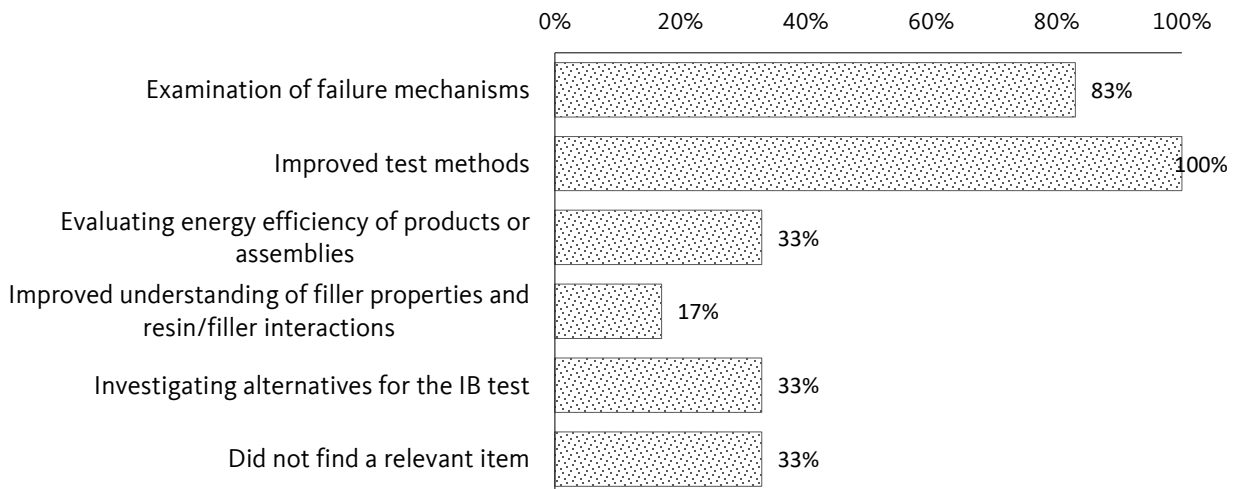 0% 20% 40% 60% 80% 100%
Examination of failure mechanisms 83%
Improved test methods 100%
Evaluating energy efficiency of products or
assemblies 33%
Improved understanding of filler properties and
resin/filler interactions 17%
Investigating alternatives for the IB test 33%
Did not find a relevant item 33%